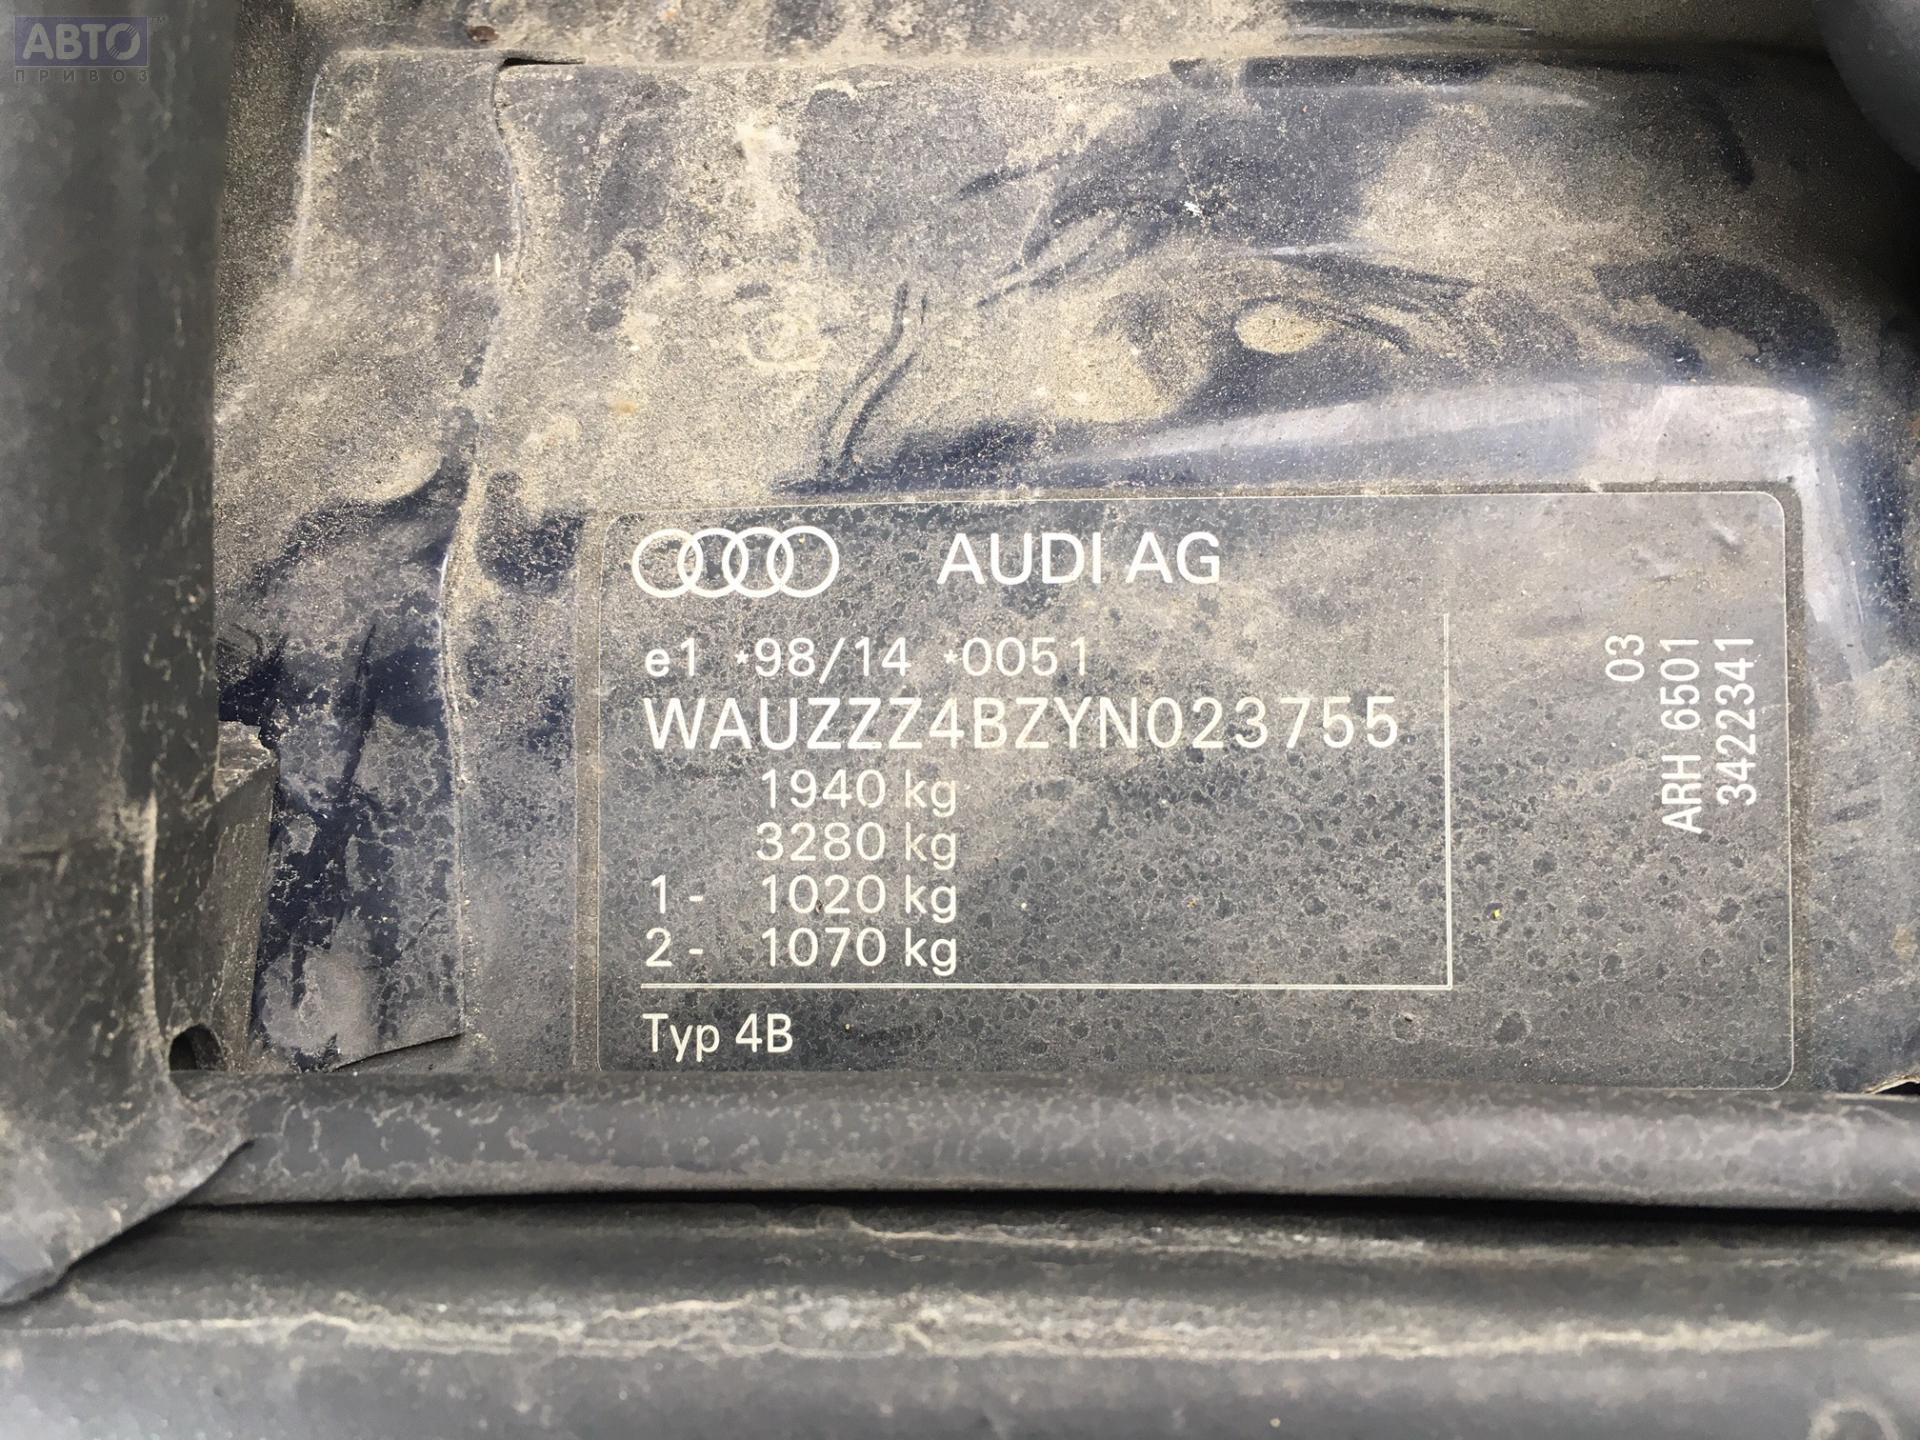 АВТО
ПРИВОЗ
AUDI AG
e1 *98/14 *0051
WAUZZZ4BZYN023755
1940 kg
3280 kg
1- 1020 kg
2- 1070 kg
Typ 4B
03
ARH 6501
3422341